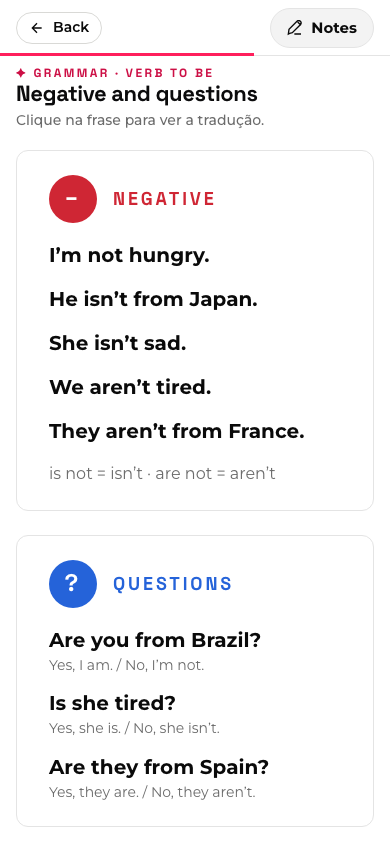 Back
Notes
✦ GRAMMAR · VERB TO BE
Negative and questions
Clique na frase para ver a tradução.
– NEGATIVE
I’m not hungry.
He isn’t from Japan.
She isn’t sad.
We aren’t tired.
They aren’t from France.
is not = isn’t · are not = aren’t
? QUESTIONS
Are you from Brazil?
Yes, I am. / No, I’m not.
Is she tired?
Yes, she is. / No, she isn’t.
Are they from Spain?
Yes, they are. / No, they aren’t.